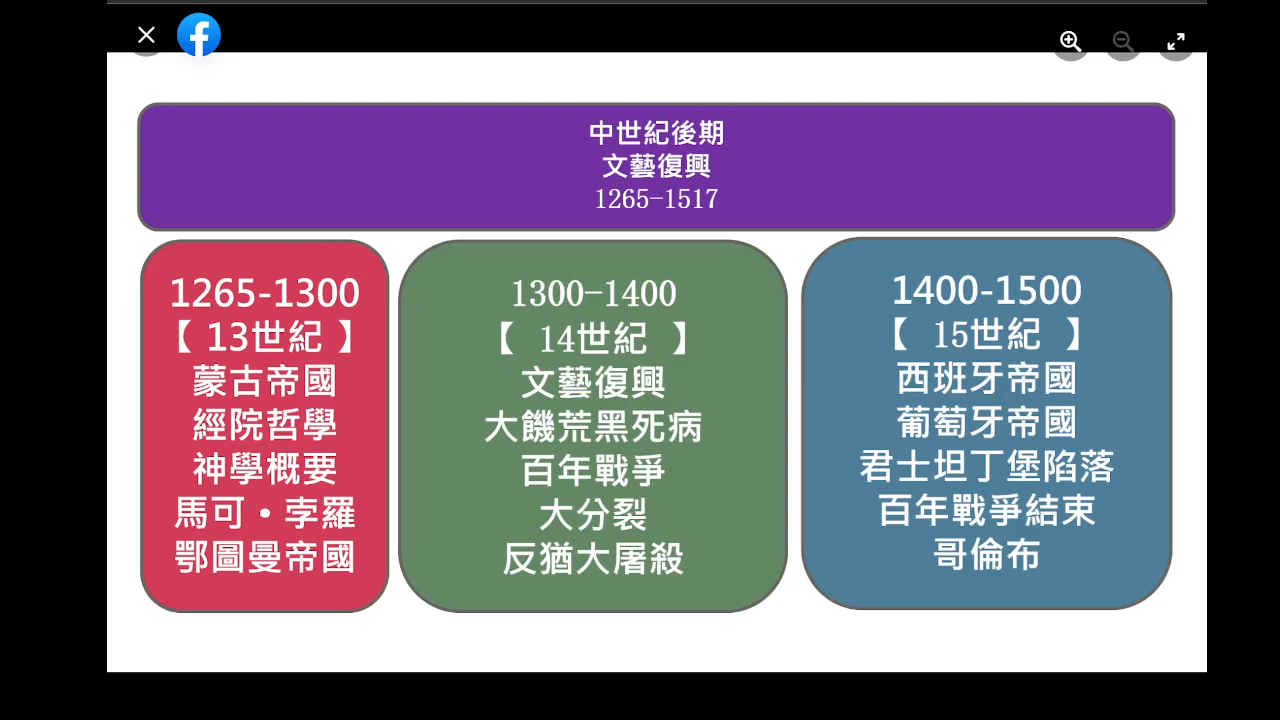 中世紀後期
文藝復興
1265-1517
1265-1300
【 13世紀 】
蒙古帝國
經院哲學
神學概要
馬可•孛羅
鄂圖曼帝國
1300-1400
【 14世紀 】
文藝復興
大饑荒黑死病
百年戰爭
大分裂
反猶大屠殺
1400-1500
【 15世紀 】
西班牙帝國
葡萄牙帝國
君士坦丁堡陷落
百年戰爭結束
哥倫布